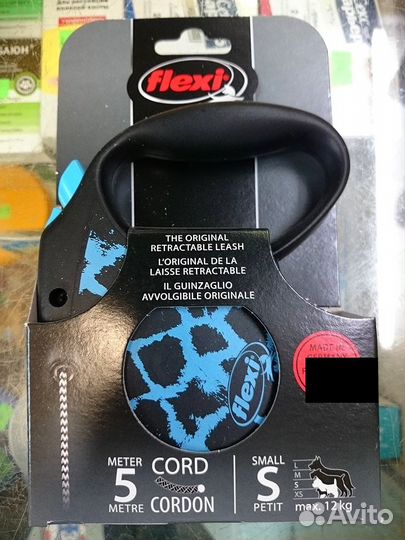 flexi
THE ORIGINAL
RETRACTABLE LEASH
L'ORIGINAL DE LA
LAISSE RETRACTABLE
IL GUINZAGLIO
AVVOLGIBILE ORIGINALE
MADE IN
GERMANY
flexi
METER
5
METRE
CORD
CORDON
SMALL
S
PETIT
L
M
S
XS
max. 12 kg
Avito